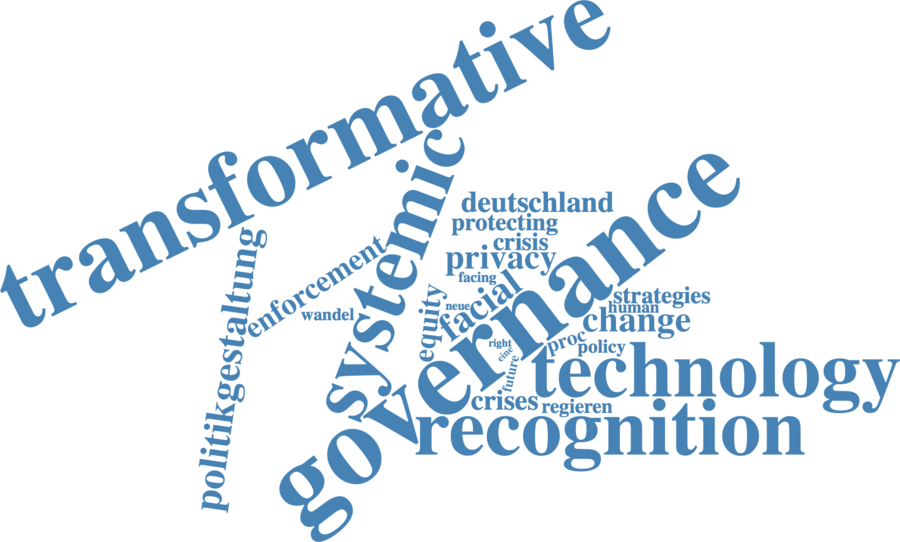 transformative
systemic
governance
deutschland
protecting
crisis
privacy
facing
enforcement
politikgestaltung
wandel
equity
neue
facial
strategies
human
change
right
eine
proc
policy
future
technology
crises
regieren
recognition